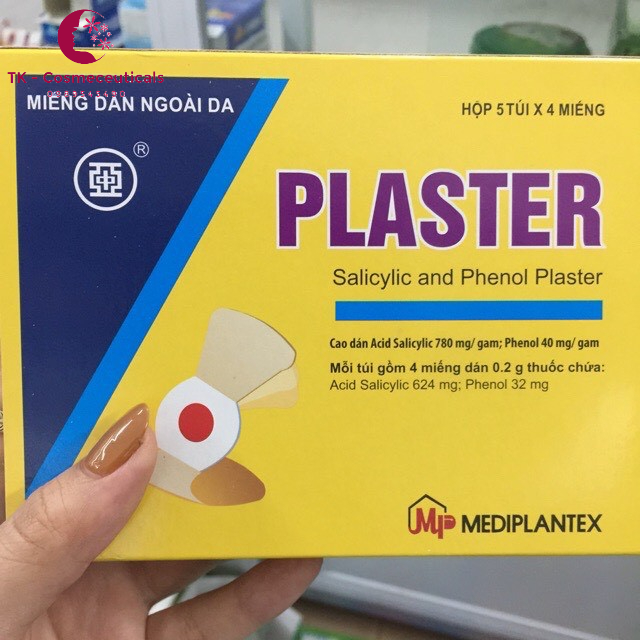 TK - Cosmeceuticals
MIẾNG DÁN NGOÀI DA
HỘP 5 TÚI X 4 MIẾNG
®
PLASTER
Salicylic and Phenol Plaster
Cao dán Acid Salicylic 780 mg/ gam; Phenol 40 mg/ gam
Mỗi túi gồm 4 miếng dán 0.2 g thuốc chứa:
Acid Salicylic 624 mg; Phenol 32 mg
MP MEDIPLANTEX